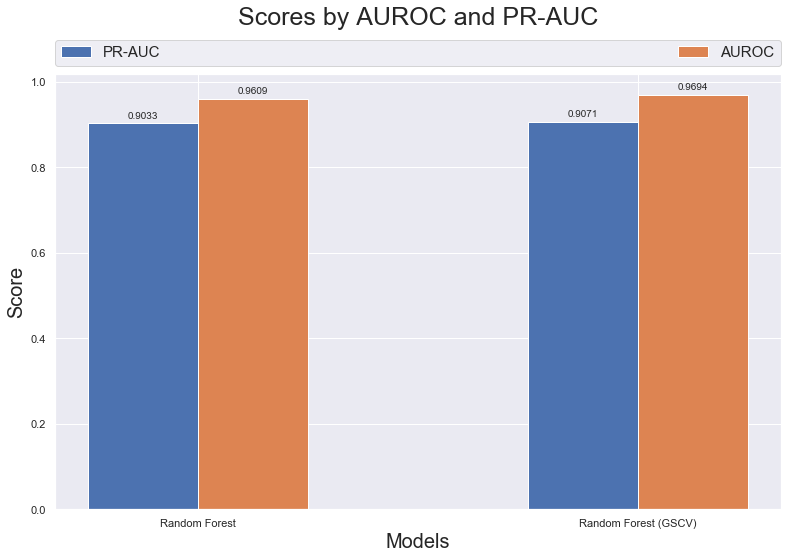 Scores by AUROC and PR-AUC
PR-AUC
AUROC
1.0
0.8
0.6
0.4
0.2
0.0
Score
0.9033
0.9609
0.9071
0.9694
Random Forest
Random Forest (GSCV)
Models